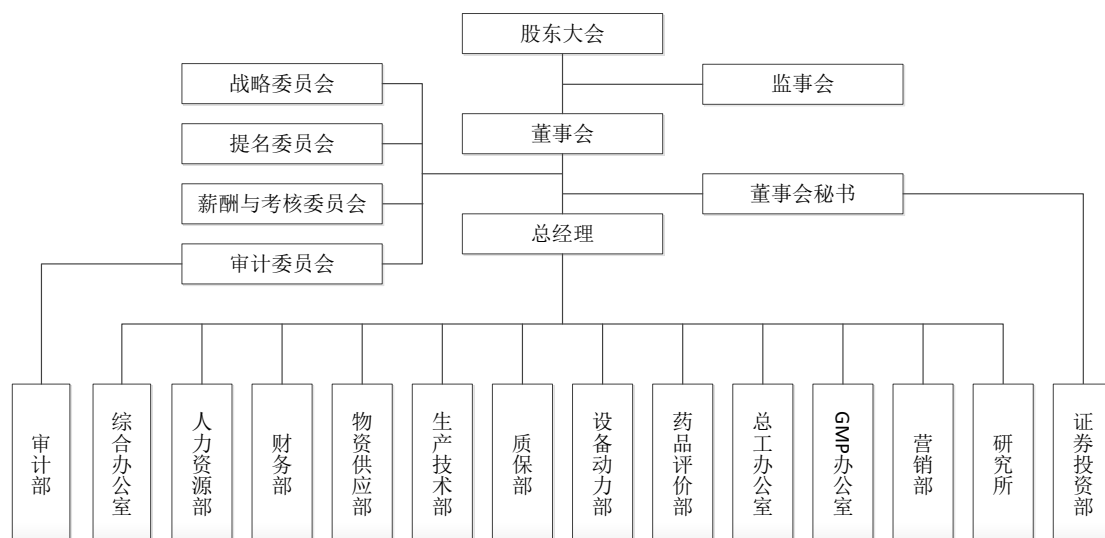 股东大会
战略委员会
监事会
提名委员会
董事会
薪酬与考核委员会
董事会秘书
总经理
审计委员会
审计部
综合办公室
人力资源部
财务部
物资供应部
生产技术部
质保部
设备动力部
药品评价部
总工办公室
GMP办公室
营销部
研究所
证券投资部